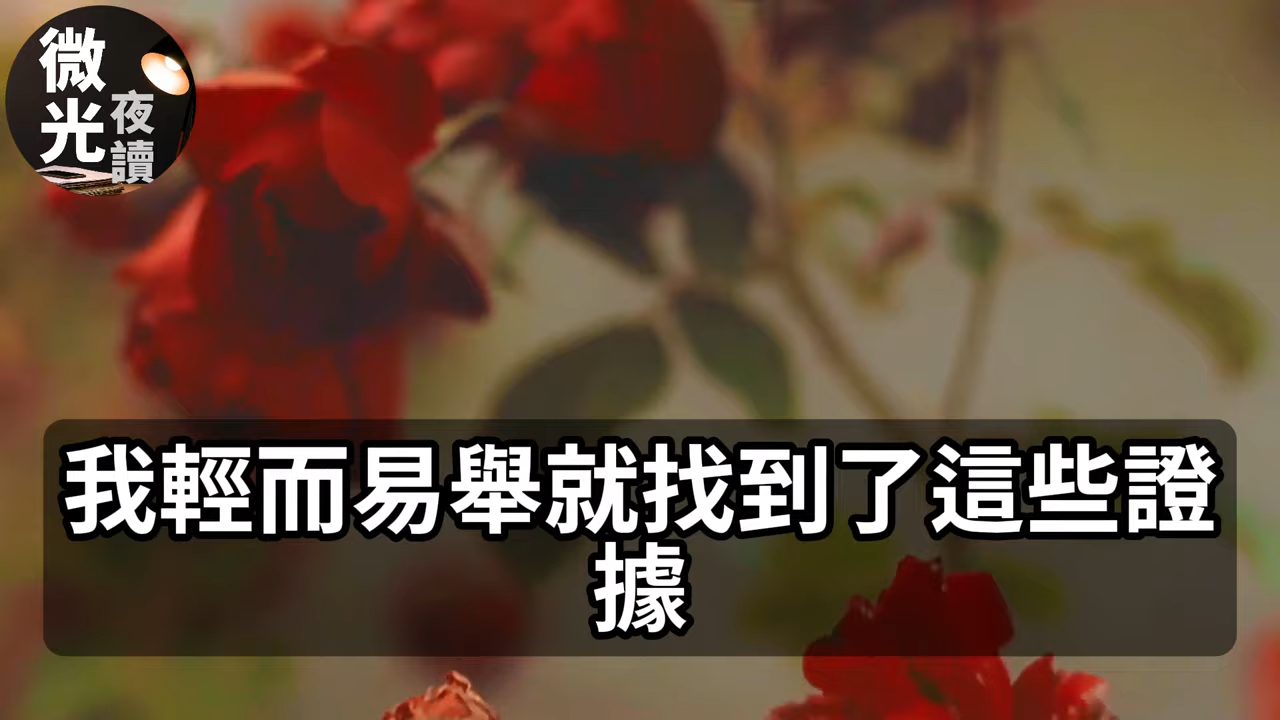 微光
夜讀
我輕而易舉就找到了這些證
據